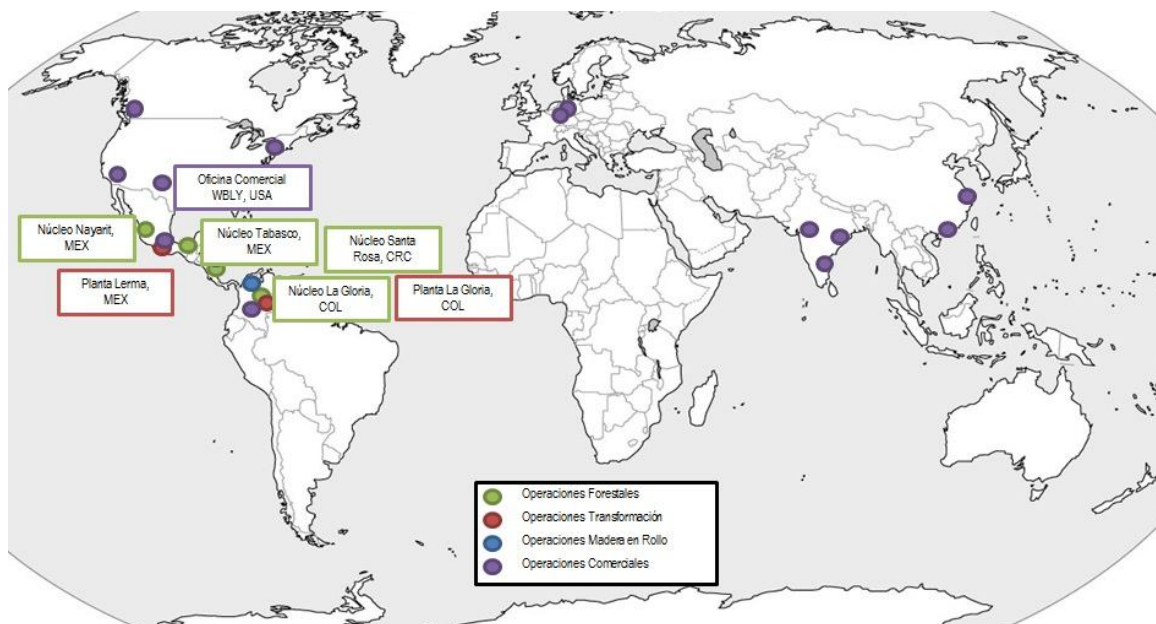 Oficina Comercial
WBLY, USA
Núcleo Nayarit,
MEX
Núcleo Tabasco,
MEX
Núcleo Santa
Rosa, CRC
Planta Lerma,
MEX
Núcleo La Gloria,
COL
Planta La Gloria,
COL
Operaciones Forestales
Operaciones Transformación
Operaciones Madera en Rollo
Operaciones Comerciales